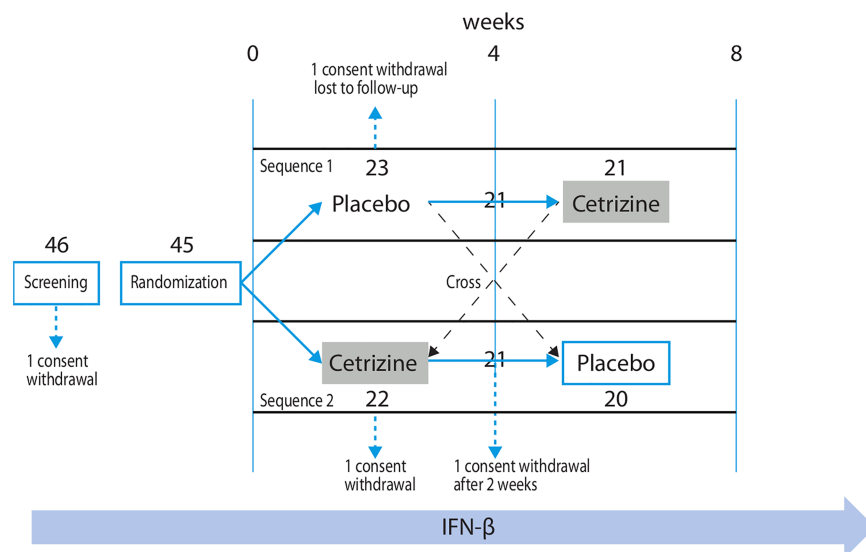 weeks
0
4
8
1 consent withdrawal
lost to follow-up
Sequence 1
23
21
Placebo
21
Cetrizine
46
45
Screening
Randomization
Cross
1 consent
withdrawal
Cetrizine
21
Placebo
Sequence 2
22
20
1 consent
withdrawal
1 consent withdrawal
after 2 weeks
IFN-β